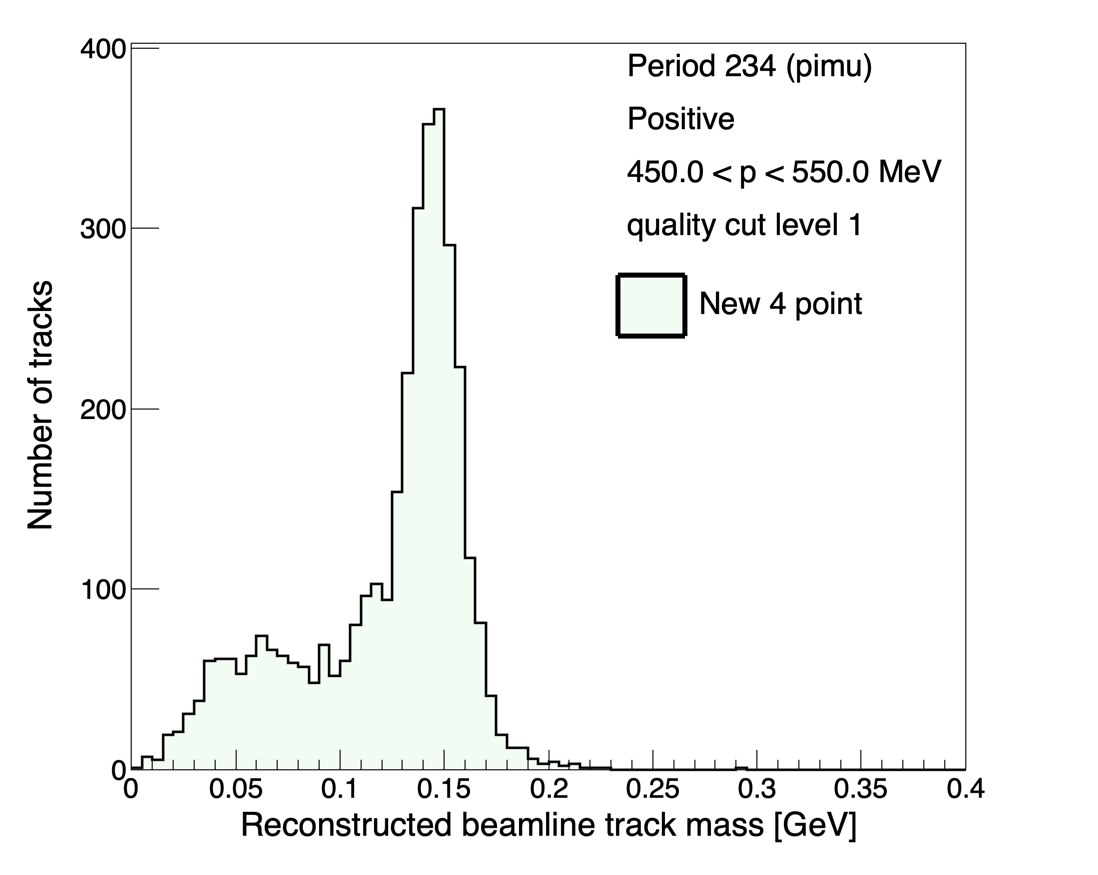 400
300
200
100
0
Number of tracks
Period 234 (pimu)
Positive
450.0 < p < 550.0 MeV
quality cut level 1
New 4 point
0 0.05 0.1 0.15 0.2 0.25 0.3 0.35 0.4
Reconstructed beamline track mass [GeV]